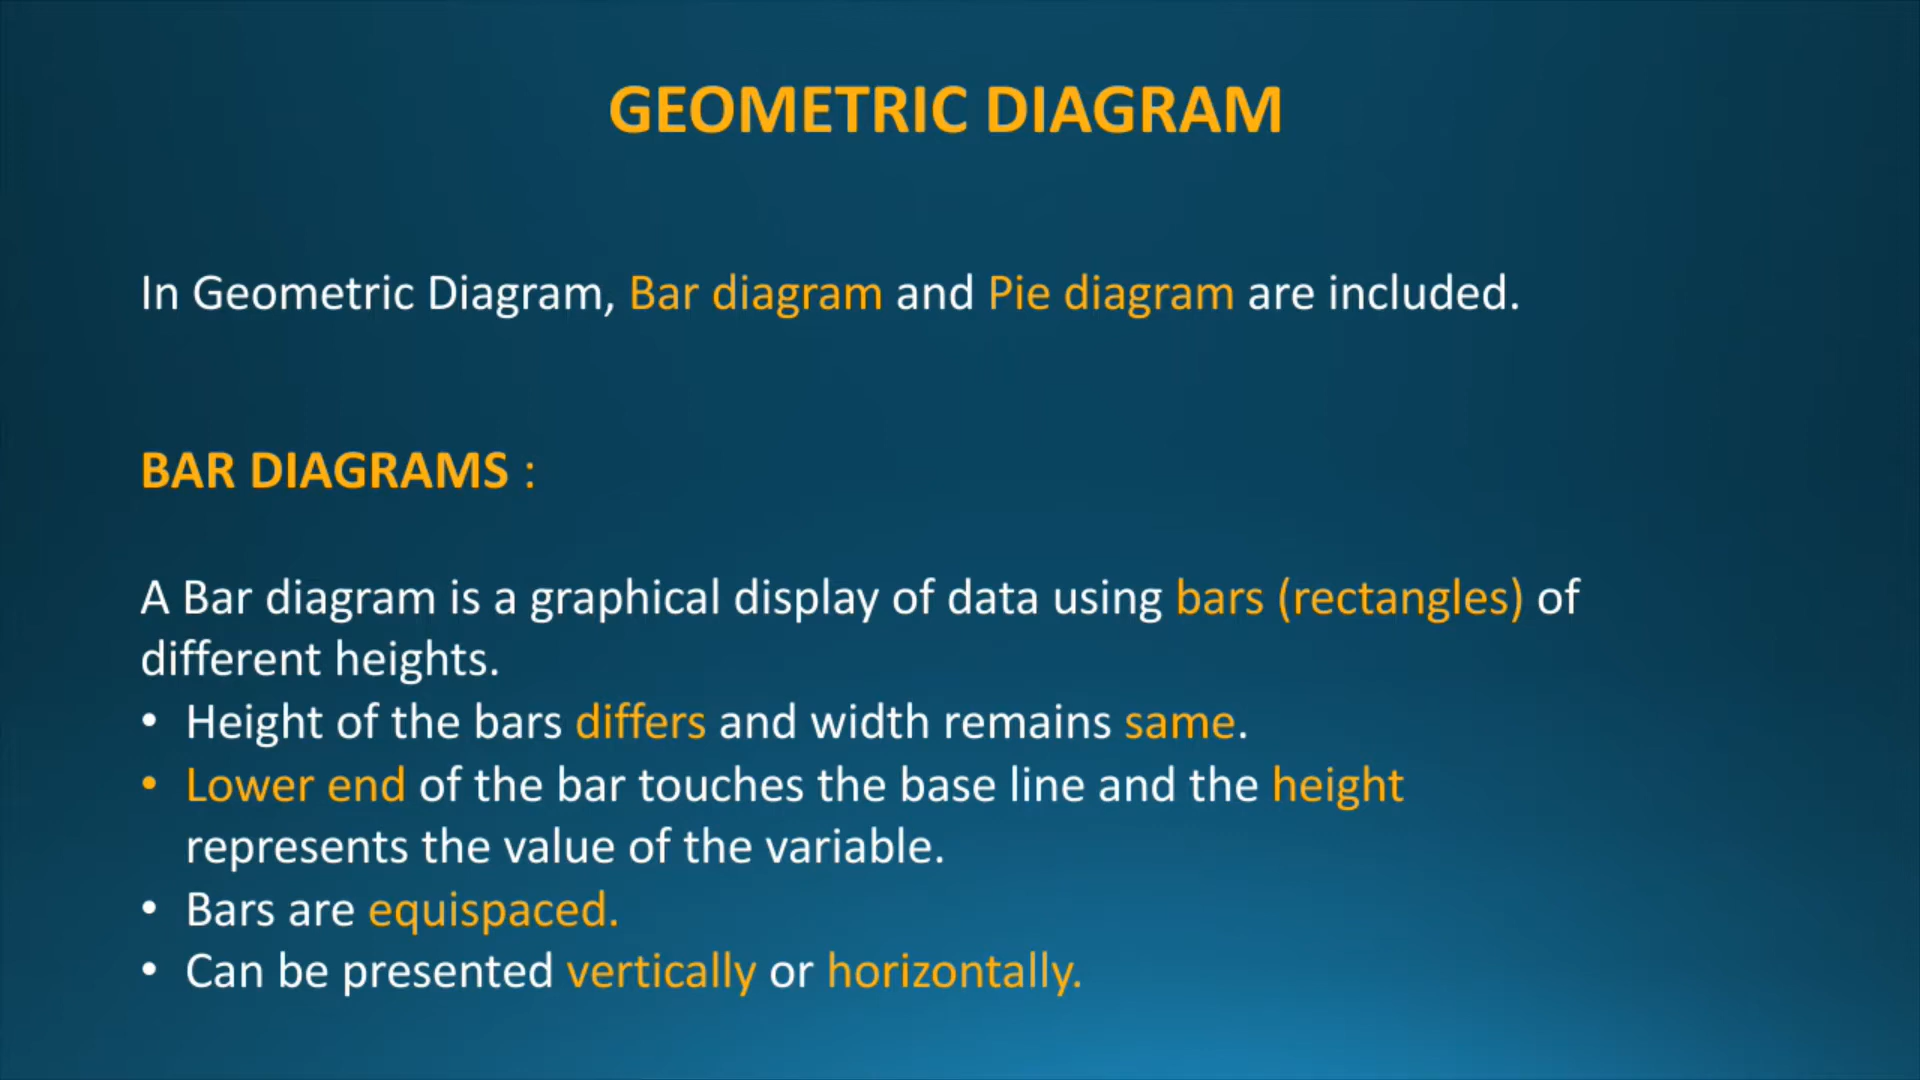 GEOMETRIC DIAGRAM
In Geometric Diagram, Bar diagram and Pie diagram are included.
BAR DIAGRAMS :
A Bar diagram is a graphical display of data using bars (rectangles) of
different heights.
• Height of the bars differs and width remains same.
• Lower end of the bar touches the base line and the height
represents the value of the variable.
• Bars are equispaced.
• Can be presented vertically or horizontally.